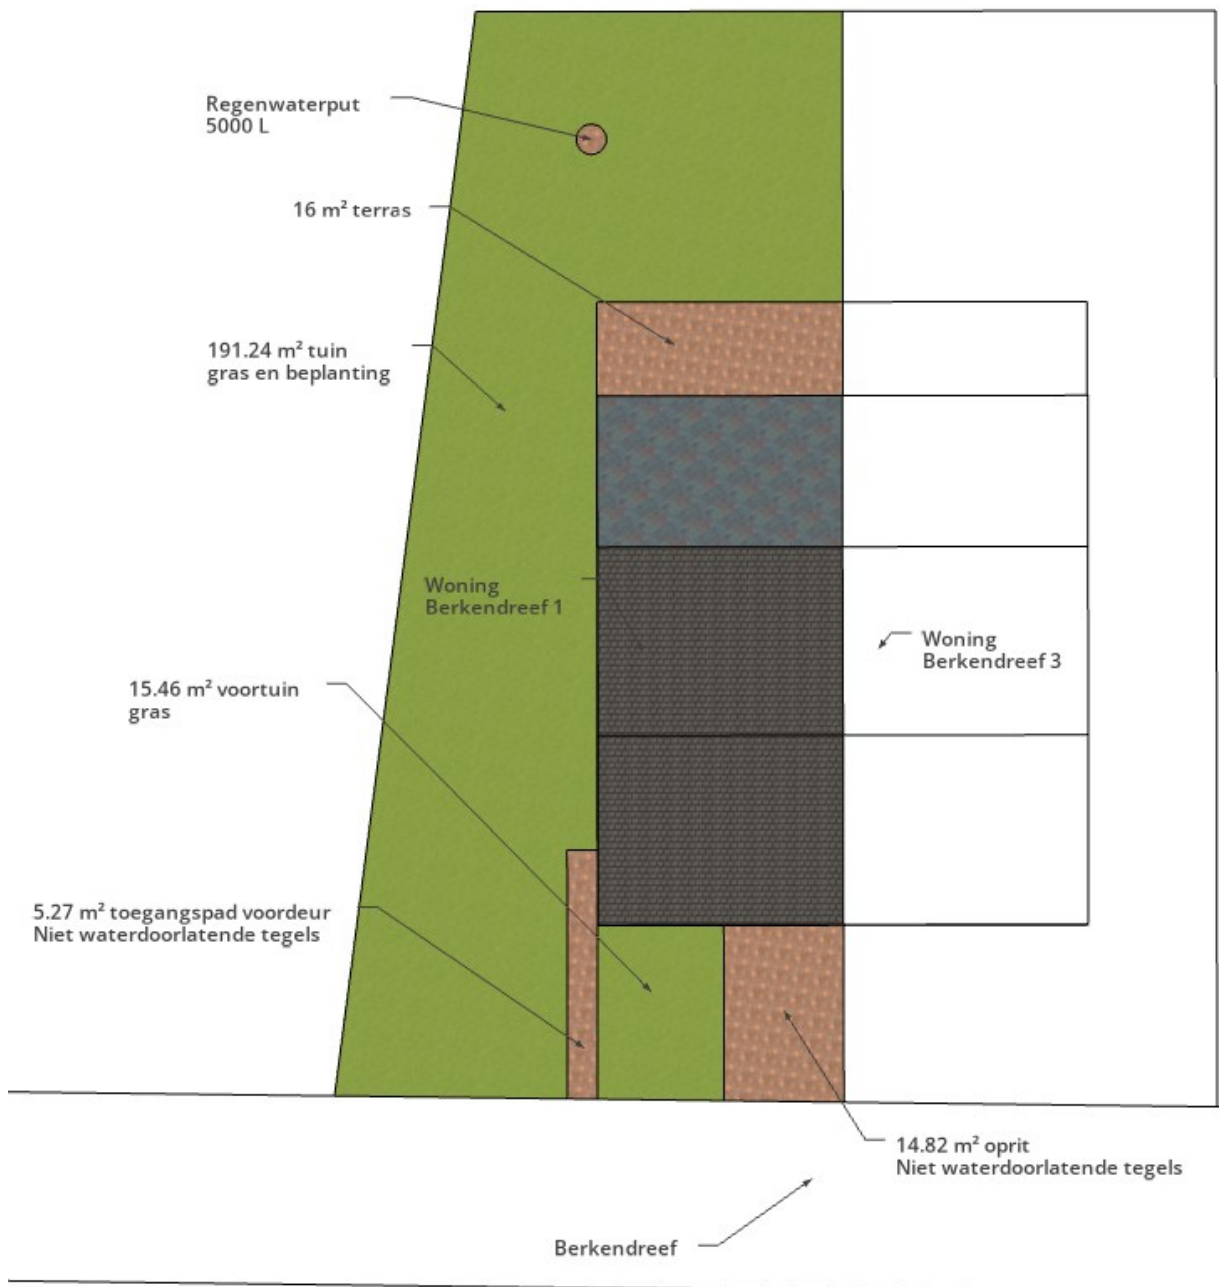 Regenwaterput
5000 L
16 m² terras
191.24 m² tuin
gras en beplanting
Woning
Berkendreef 1
Woning
Berkendreef 3
15.46 m² voortuin
gras
5.27 m² toegangspad voordeur
Niet waterdoorlatende tegels
14.82 m² oprit
Niet waterdoorlatende tegels
Berkendreef